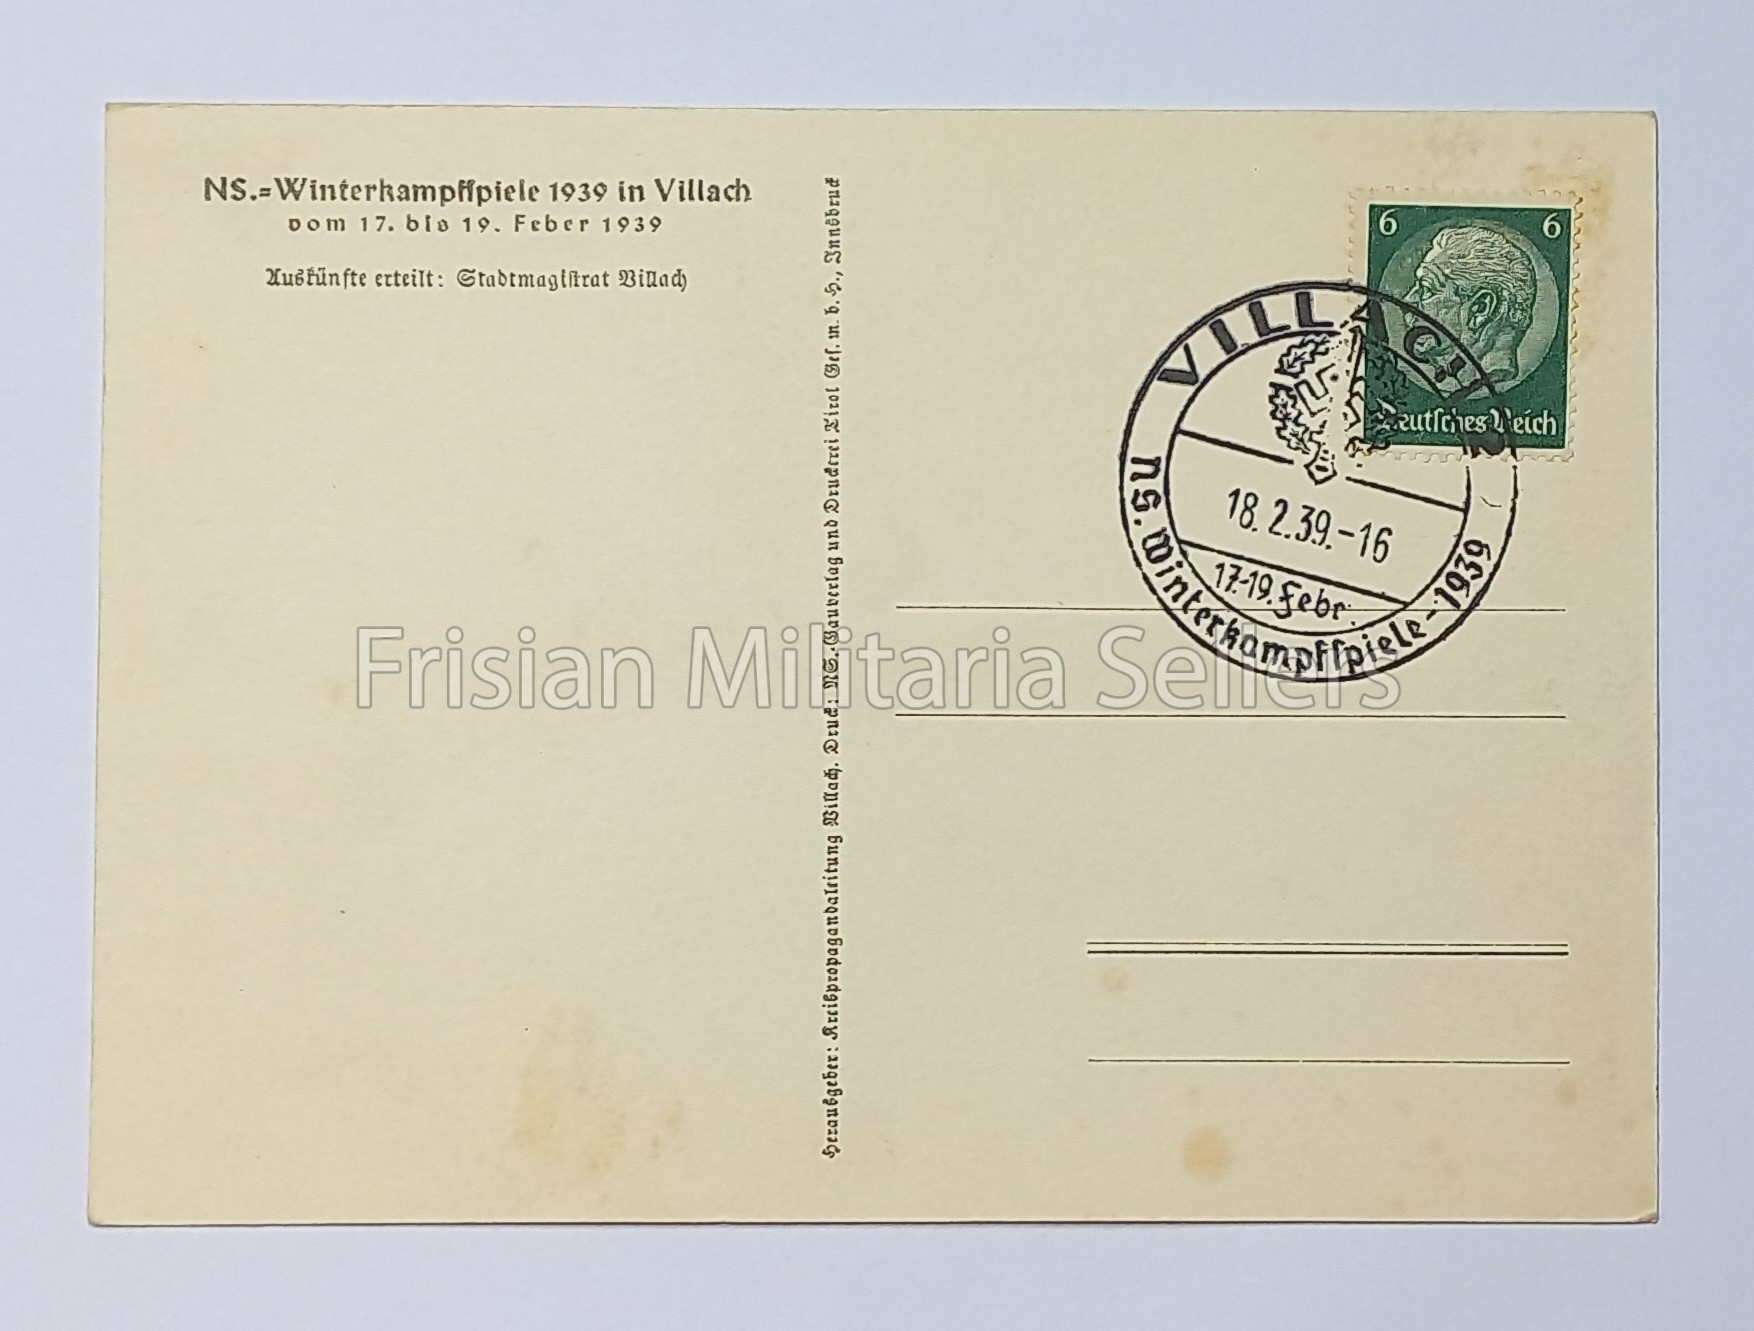 NS.=Winterkampfspiele 1939 in Villach
vom 17. bis 19. Feber 1939
Auskünfte erteilt: Stadtmagistrat Villach
Herausgeber: Kreispropagandaleitung Villach. Druck: NS.-Gauverlag und Druckerei Tirol Ges. m. b. H., Innsbruck
6 6
Deutsches Reich
VILLACH 2
18.2.39.-16
17.-19. Febr.
NS. Winterkampfspiele-1939
Frisian Militaria Sellers